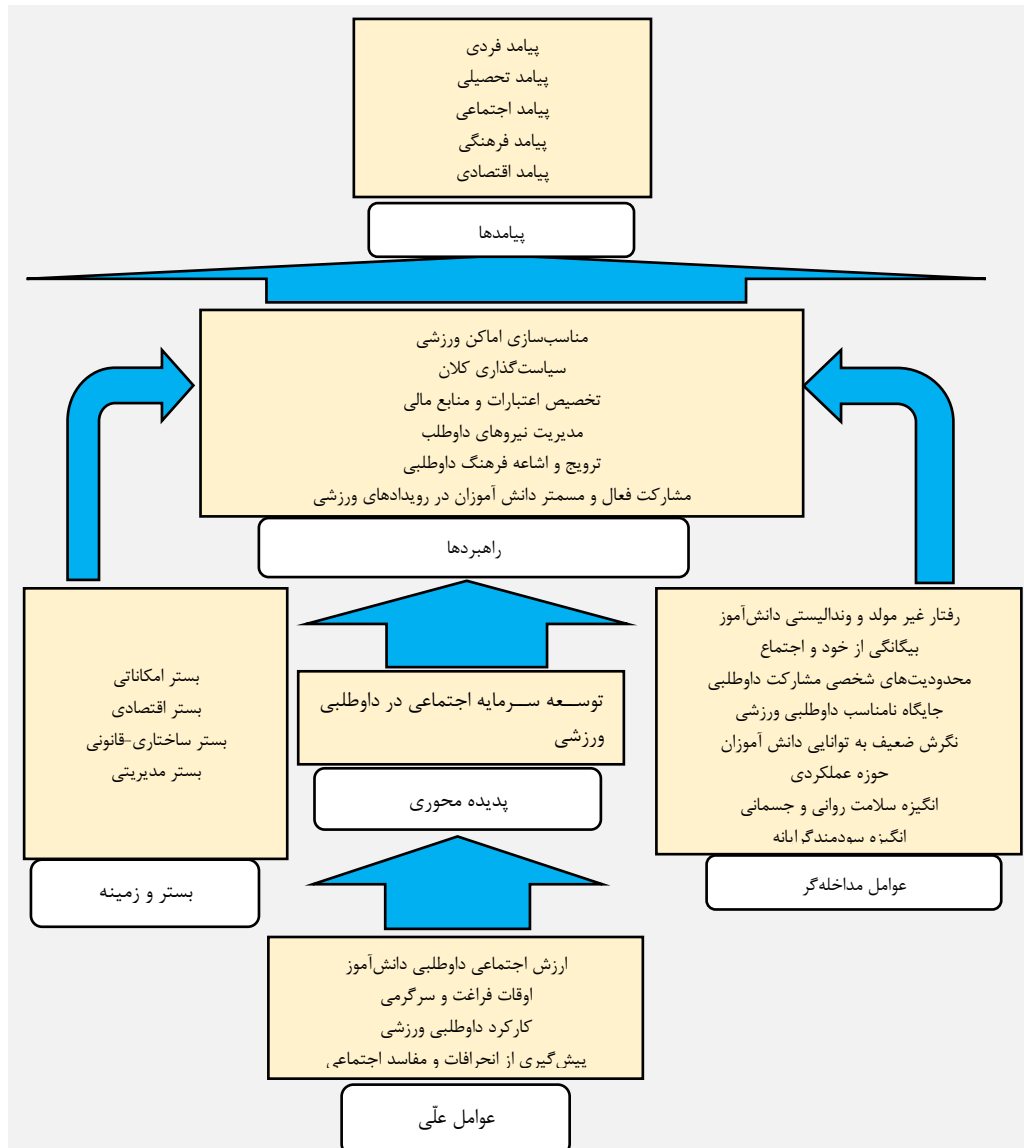 پیامد فردی
پیامد تحصیلی
پیامد اجتماعی
پیامد فرهنگی
پیامد اقتصادی
پیامدها
مناسب‌سازی اماکن ورزشی
سیاست‌گذاری کلان
تخصیص اعتبارات و منابع مالی
مدیریت نیروهای داوطلب
ترویج و اشاعه فرهنگ داوطلبی
مشارکت فعال و مسمتر دانش آموزان در رویدادهای ورزشی
راهبردها
رفتار غیر مولد و وندالیستی دانش‌آموز
بیگانگی از خود و اجتماع
محدودیت‌های شخصی مشارکت داوطلبی
جایگاه نامناسب داوطلبی ورزشی
نگرش ضعیف به توانایی دانش آموزان
حوزه عملکردی
انگیزه سلامت روانی و جسمانی
انگیزه سودمندگرایانه
عوامل مداخله‌گر
توسعه سرمایه اجتماعی در داوطلبی
ورزشی
پدیده محوری
بستر امکاناتی
بستر اقتصادی
بستر ساختاری-قانونی
بستر مدیریتی
بستر و زمینه
ارزش اجتماعی داوطلبی دانش‌آموز
اوقات فراغت و سرگرمی
کارکرد داوطلبی ورزشی
پیش‌گیری از انحرافات و مفاسد اجتماعی
عوامل علّی